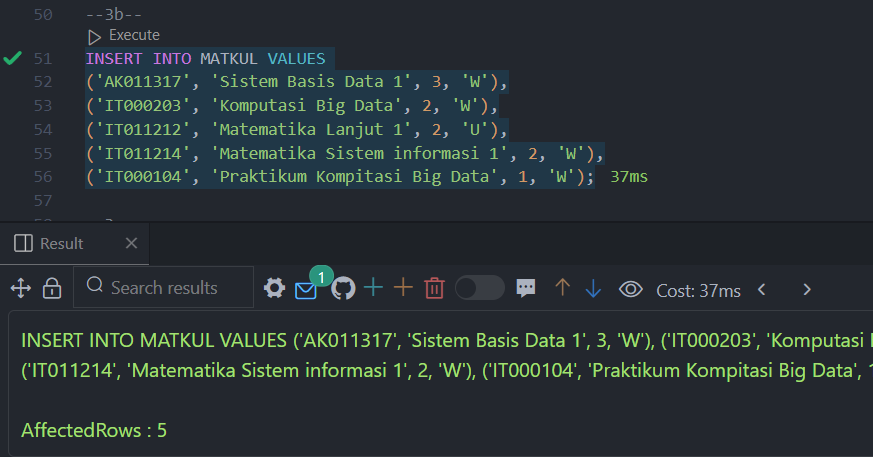 50 --3b--
Execute
51 INSERT INTO MATKUL VALUES
52 ('AK011317', 'Sistem Basis Data 1', 3, 'W'),
53 ('IT000203', 'Komputasi Big Data', 2, 'W'),
54 ('IT011212', 'Matematika Lanjut 1', 2, 'U'),
55 ('IT011214', 'Matematika Sistem informasi 1', 2, 'W'),
56 ('IT000104', 'Praktikum Kompitasi Big Data', 1, 'W'); 37ms
57
Result
Search results 1 Cost: 37ms
INSERT INTO MATKUL VALUES ('AK011317', 'Sistem Basis Data 1', 3, 'W'), ('IT000203', 'Komputasi
('IT011214', 'Matematika Sistem informasi 1', 2, 'W'), ('IT000104', 'Praktikum Kompitasi Big Data',
AffectedRows : 5